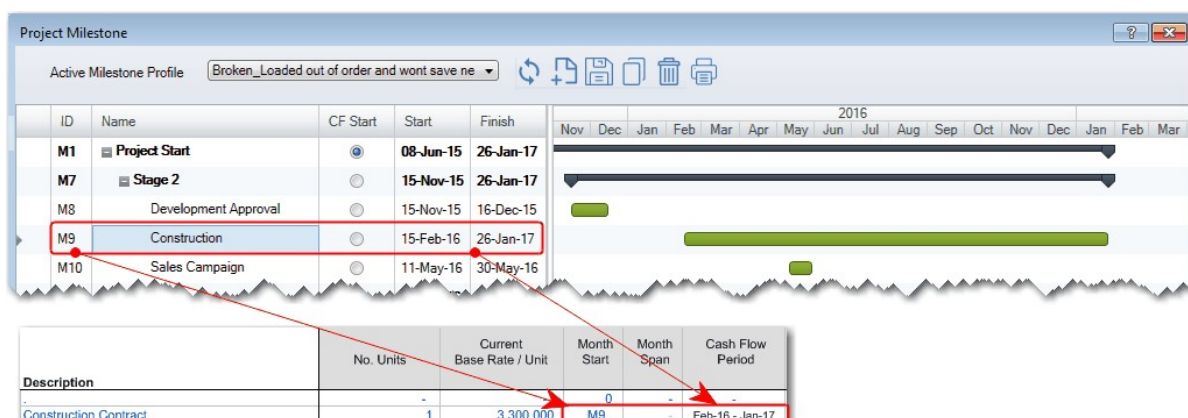 Project Milestone
Active Milestone Profile Broken_Loaded out of order and wont save ne
ID Name CF Start Start Finish
2016
Nov Dec Jan Feb Mar Apr May Jun Jul Aug Sep Oct Nov Dec Jan Feb Mar
M1 Project Start 08-Jun-15 26-Jan-17
M7 Stage 2 15-Nov-15 26-Jan-17
M8 Development Approval 15-Nov-15 16-Dec-15
M9 Construction 15-Feb-16 26-Jan-17
M10 Sales Campaign 11-May-16 30-May-16
Description No. Units Current Base Rate / Unit Month Start Month Span Cash Flow Period
. - - 0 - -
Construction Contract 1 3,300,000 M9 - Feb-16 - Jan-17